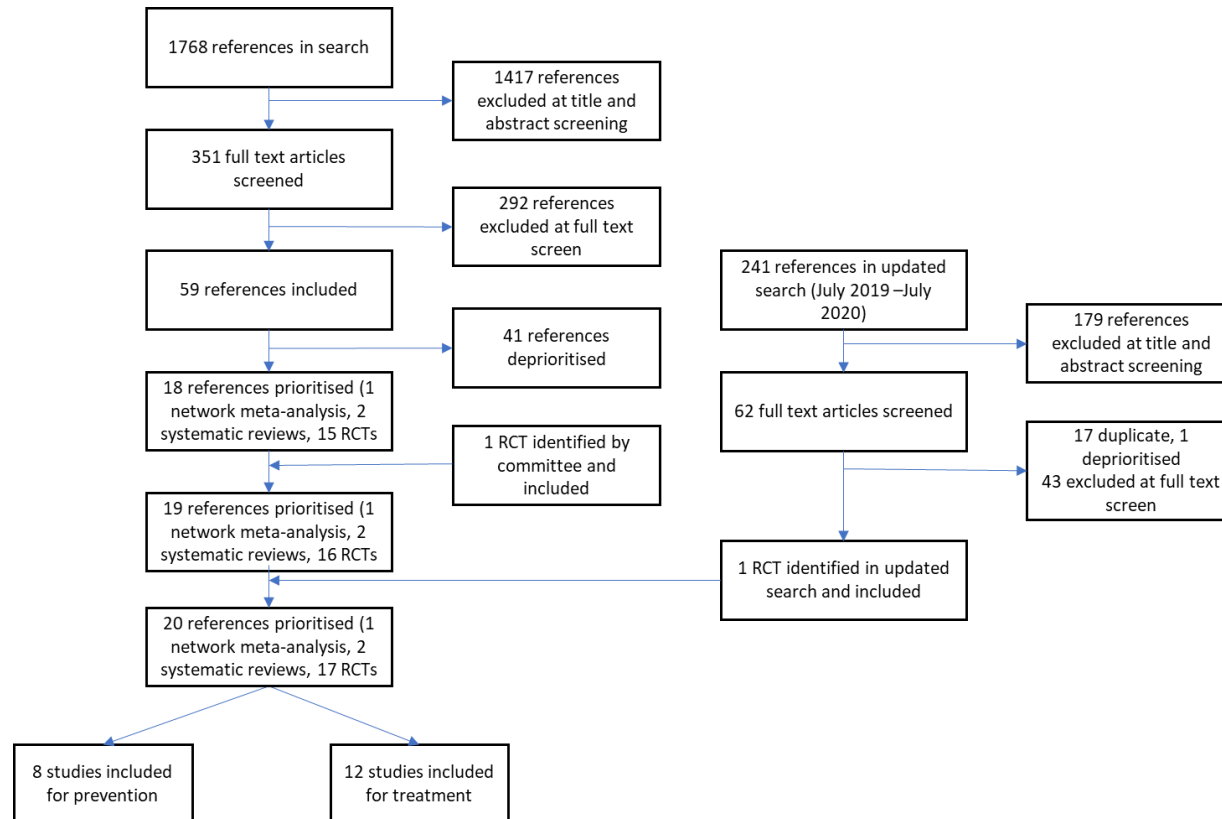 1768 references in search
1417 references
excluded at title and
abstract screening
351 full text articles
screened
292 references
excluded at full text
screen
59 references included
241 references in updated
search (July 2019 –July
2020)
41 references
deprioritised
179 references
excluded at title and
abstract screening
18 references prioritised (1
network meta-analysis, 2
systematic reviews, 15 RCTs
62 full text articles screened
1 RCT identified by
committee and
included
17 duplicate, 1
deprioritised
43 excluded at full text
screen
19 references prioritised (1
network meta-analysis, 2
systematic reviews, 16 RCTs
1 RCT identified in updated
search and included
20 references prioritised (1
network meta-analysis, 2
systematic reviews, 17 RCTs
8 studies included
for prevention
12 studies included
for treatment